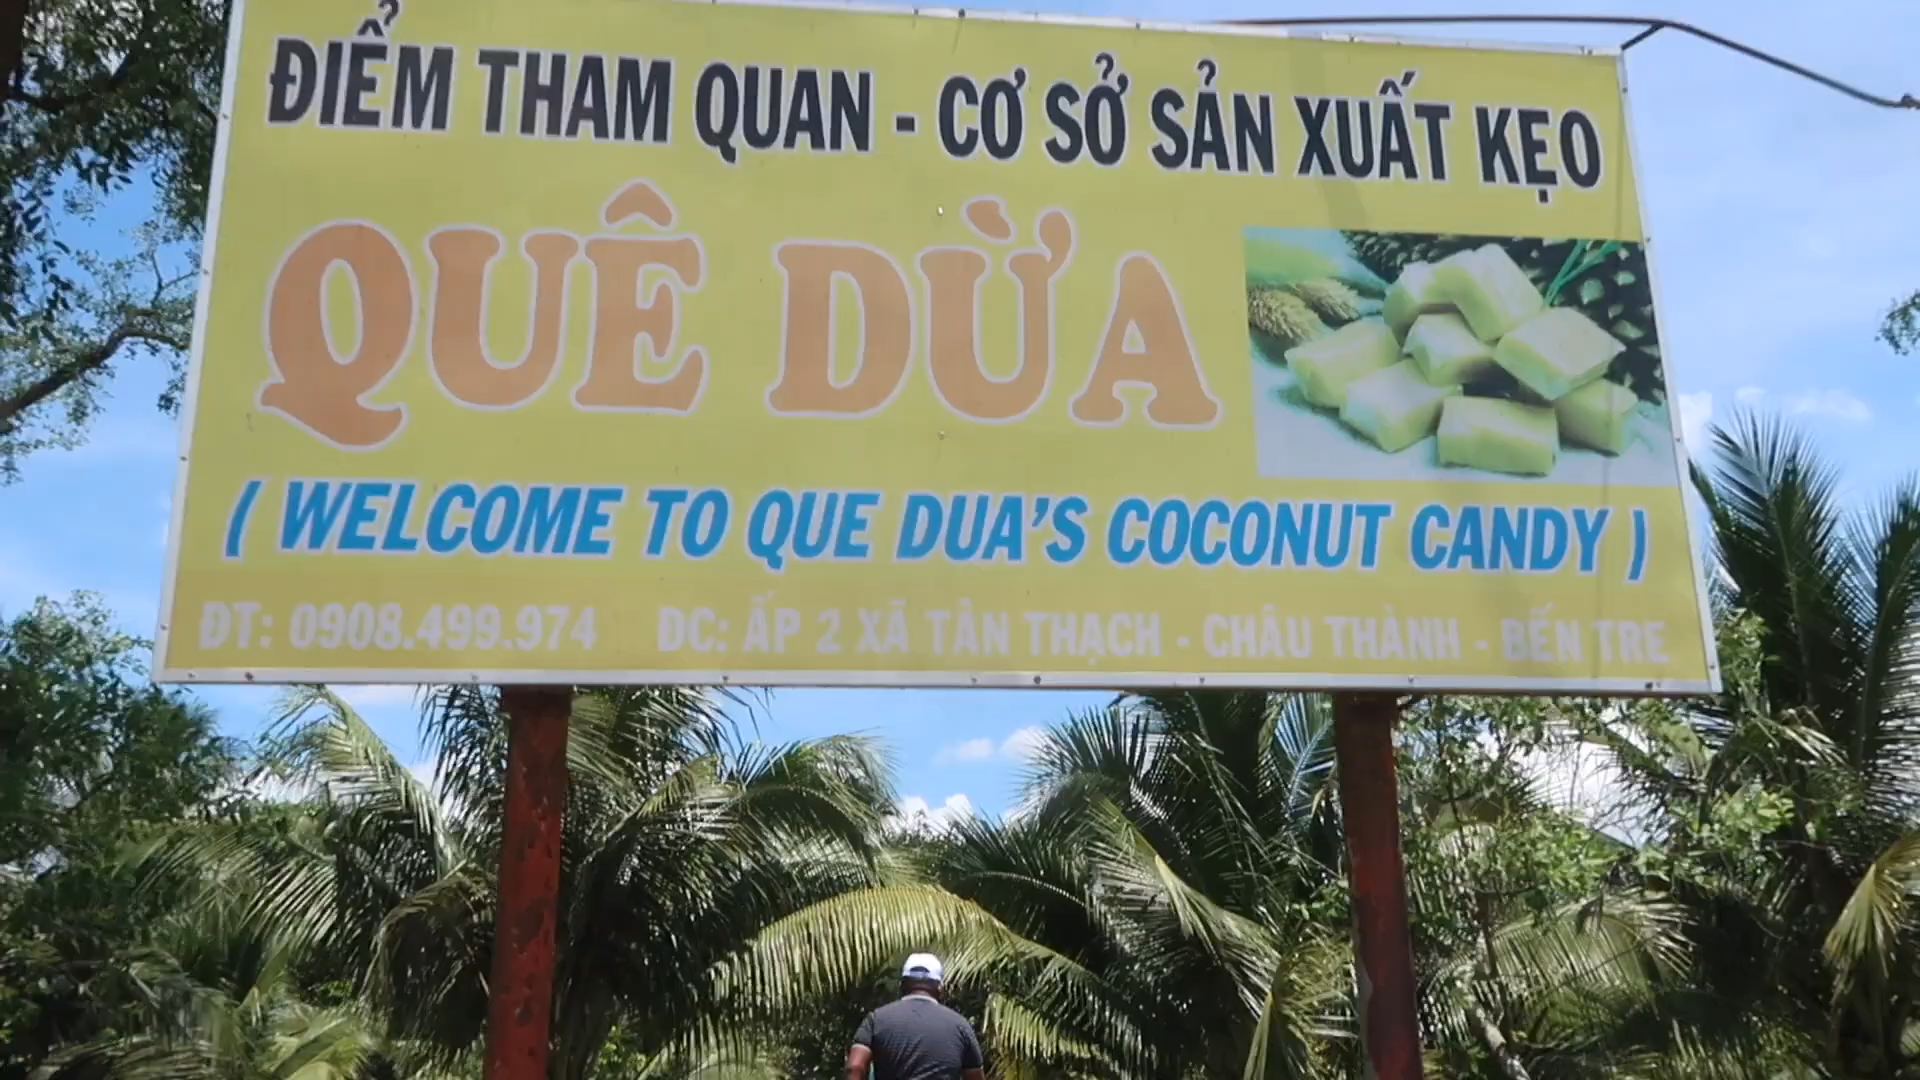 ĐIỂM THAM QUAN - CƠ SỞ SẢN XUẤT KẸO
QUÊ DỪA
( WELCOME TO QUE DUA'S COCONUT CANDY )
ĐT: 0908.499.974 ĐC: ẤP 2 XÃ TÂN THẠCH - CHÂU THÀNH - BẾN TRE